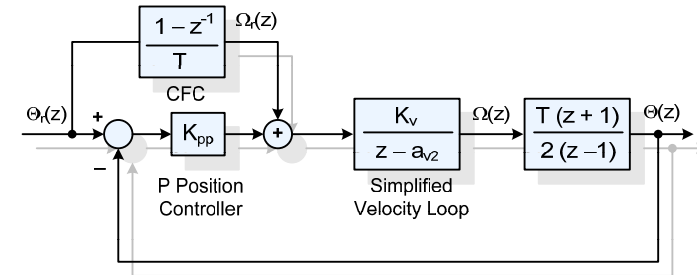 1 – z⁻¹
T
Ωᵣ(z)
CFC
Θᵣ(z)
+
–
Kₚₚ
+
P Position
Controller
Kᵥ
z – aᵥ₂
Simplified
Velocity Loop
Ω(z)
T (z + 1)
2 (z –1)
Θ(z)